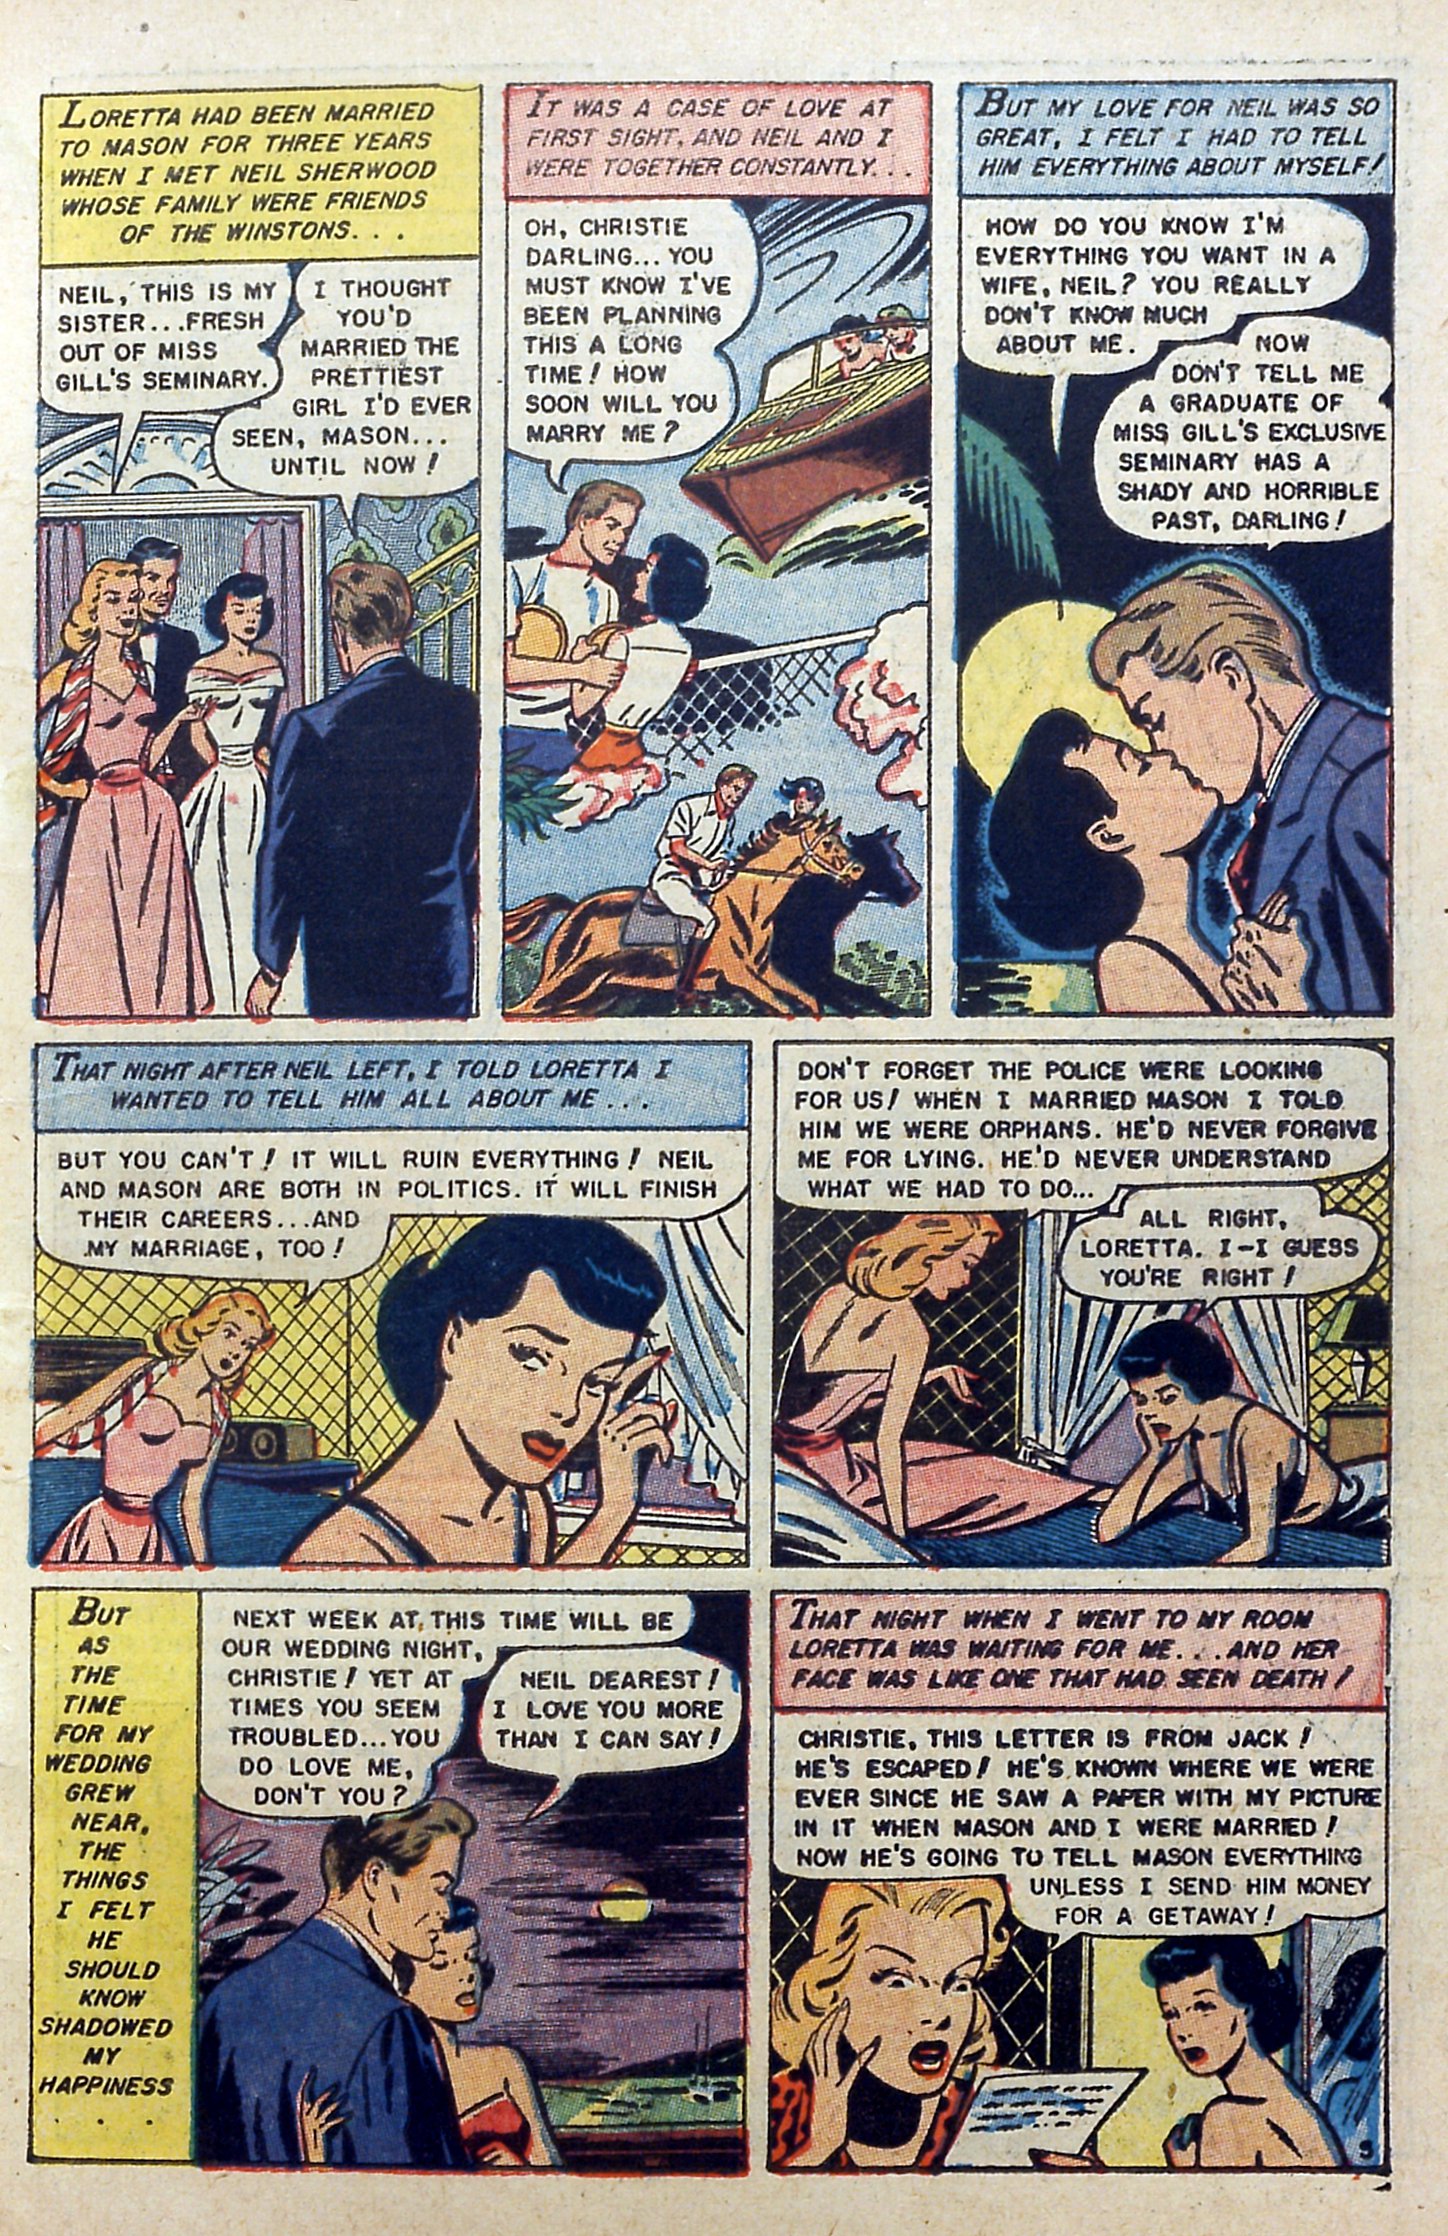 LORETTA HAD BEEN MARRIED
TO MASON FOR THREE YEARS
WHEN I MET NEIL SHERWOOD
WHOSE FAMILY WERE FRIENDS
OF THE WINSTONS...
NEIL, THIS IS MY
SISTER...FRESH
OUT OF MISS
GILL'S SEMINARY.
I THOUGHT
YOU'D
MARRIED THE
PRETTIEST
GIRL I'D EVER
SEEN, MASON...
UNTIL NOW!
IT WAS A CASE OF LOVE AT
FIRST SIGHT, AND NEIL AND I
WERE TOGETHER CONSTANTLY...
OH, CHRISTIE
DARLING... YOU
MUST KNOW I'VE
BEEN PLANNING
THIS A LONG
TIME! HOW
SOON WILL YOU
MARRY ME?
BUT MY LOVE FOR NEIL WAS SO
GREAT, I FELT I HAD TO TELL
HIM EVERYTHING ABOUT MYSELF!
HOW DO YOU KNOW I'M
EVERYTHING YOU WANT IN A
WIFE, NEIL? YOU REALLY
DON'T KNOW MUCH
ABOUT ME.
NOW
DON'T TELL ME
A GRADUATE OF
MISS GILL'S EXCLUSIVE
SEMINARY HAS A
SHADY AND HORRIBLE
PAST, DARLING!
THAT NIGHT AFTER NEIL LEFT, I TOLD LORETTA I
WANTED TO TELL HIM ALL ABOUT ME...
BUT YOU CAN'T! IT WILL RUIN EVERYTHING! NEIL
AND MASON ARE BOTH IN POLITICS. IT WILL FINISH
THEIR CAREERS...AND
MY MARRIAGE, TOO!
DON'T FORGET THE POLICE WERE LOOKING
FOR US! WHEN I MARRIED MASON I TOLD
HIM WE WERE ORPHANS. HE'D NEVER FORGIVE
ME FOR LYING. HE'D NEVER UNDERSTAND
WHAT WE HAD TO DO...
ALL RIGHT,
LORETTA. I-I GUESS
YOU'RE RIGHT!
BUT
AS
THE
TIME
FOR MY
WEDDING
GREW
NEAR,
THE
THINGS
I FELT
HE
SHOULD
KNOW
SHADOWED
MY
HAPPINESS
...
NEXT WEEK AT THIS TIME WILL BE
OUR WEDDING NIGHT,
CHRISTIE! YET AT
TIMES YOU SEEM
TROUBLED...YOU
DO LOVE ME,
DON'T YOU?
NEIL DEAREST!
I LOVE YOU MORE
THAN I CAN SAY!
THAT NIGHT WHEN I WENT TO MY ROOM
LORETTA WAS WAITING FOR ME...AND HER
FACE WAS LIKE ONE THAT HAD SEEN DEATH!
CHRISTIE, THIS LETTER IS FROM JACK!
HE'S ESCAPED! HE'S KNOWN WHERE WE WERE
EVER SINCE HE SAW A PAPER WITH MY PICTURE
IN IT WHEN MASON AND I WERE MARRIED!
NOW HE'S GOING TO TELL MASON EVERYTHING
UNLESS I SEND HIM MONEY
FOR A GETAWAY!
3